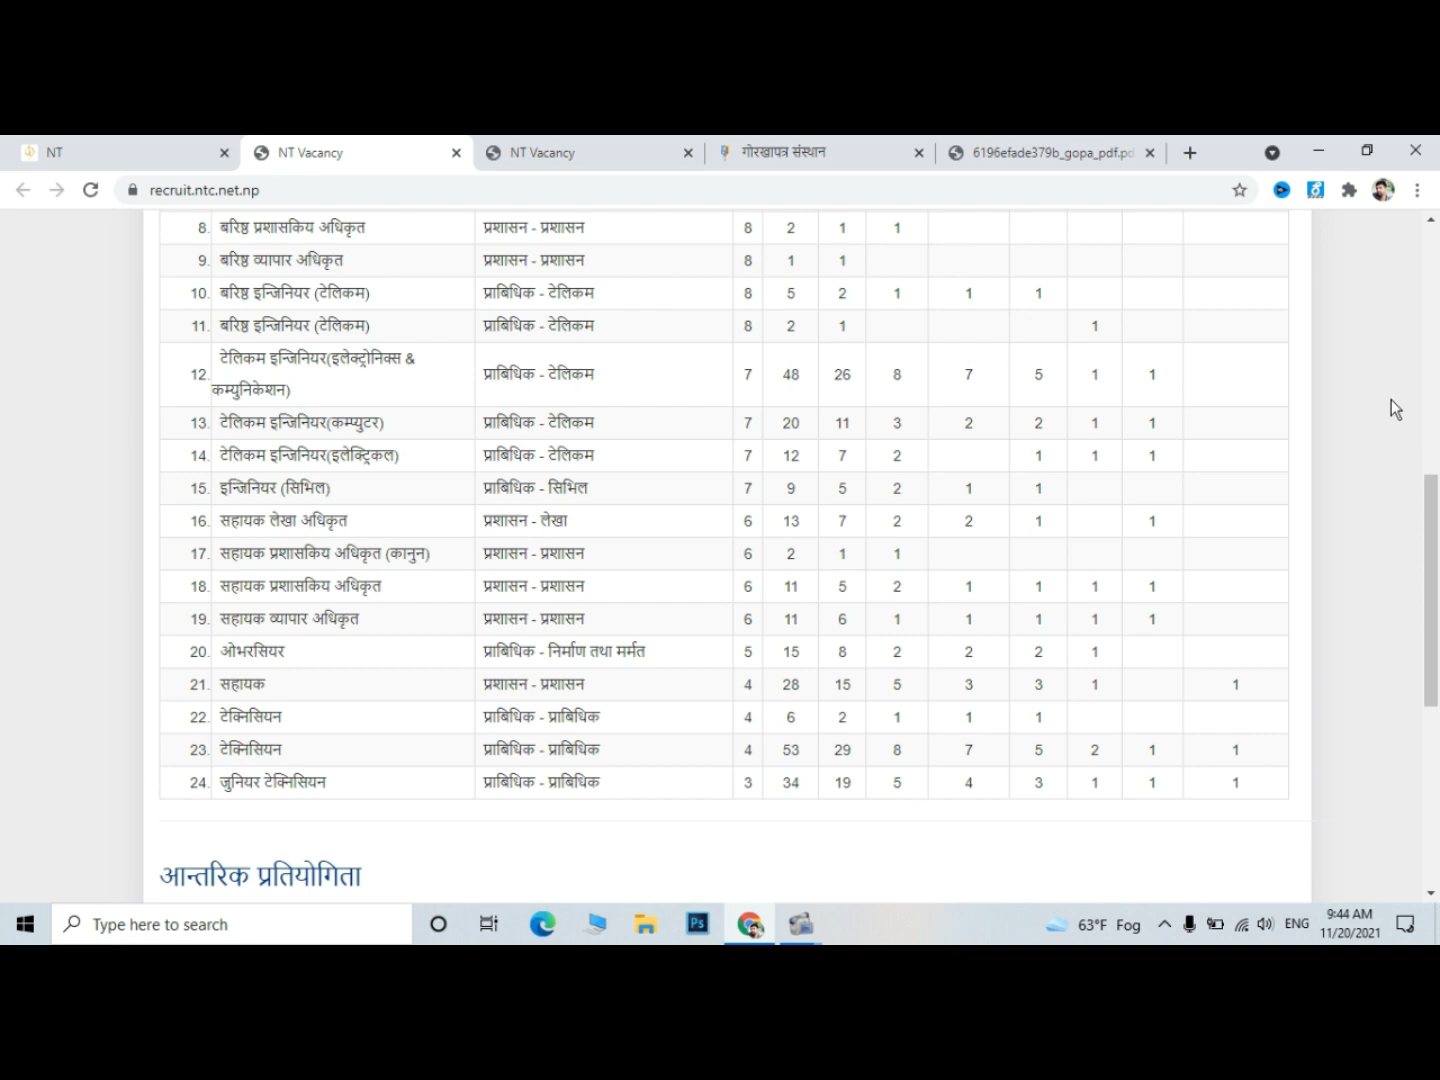 NT
NT Vacancy
NT Vacancy
गोरखापत्र संस्थान
6196efade379b_gopa_pdf.pd
recruit.ntc.net.np
8. बरिष्ठ प्रशासकिय अधिकृत प्रशासन - प्रशासन 8 2 1 1
9. बरिष्ठ व्यापार अधिकृत प्रशासन - प्रशासन 8 1 1
10. बरिष्ठ इन्जिनियर (टेलिकम) प्राबिधिक - टेलिकम 8 5 2 1 1 1
11. बरिष्ठ इन्जिनियर (टेलिकम) प्राबिधिक - टेलिकम 8 2 1 1
टेलिकम इन्जिनियर(इलेक्ट्रोनिक्स &
12. कम्युनिकेशन) प्राबिधिक - टेलिकम 7 48 26 8 7 5 1 1
13. टेलिकम इन्जिनियर(कम्प्युटर) प्राबिधिक - टेलिकम 7 20 11 3 2 2 1 1
14. टेलिकम इन्जिनियर(इलेक्ट्रिकल) प्राबिधिक - टेलिकम 7 12 7 2 1 1 1
15. इन्जिनियर (सिभिल) प्राबिधिक - सिभिल 7 9 5 2 1 1
16. सहायक लेखा अधिकृत प्रशासन - लेखा 6 13 7 2 2 1 1
17. सहायक प्रशासकिय अधिकृत (कानुन) प्रशासन - प्रशासन 6 2 1 1
18. सहायक प्रशासकिय अधिकृत प्रशासन - प्रशासन 6 11 5 2 1 1 1 1
19. सहायक व्यापार अधिकृत प्रशासन - प्रशासन 6 11 6 1 1 1 1 1
20. ओभरसियर प्राबिधिक - निर्माण तथा मर्मत 5 15 8 2 2 2 1
21. सहायक प्रशासन - प्रशासन 4 28 15 5 3 3 1 1
22. टेक्निसियन प्राबिधिक - प्राबिधिक 4 6 2 1 1 1
23. टेक्निसियन प्राबिधिक - प्राबिधिक 4 53 29 8 7 5 2 1 1
24. जुनियर टेक्निसियन प्राबिधिक - प्राबिधिक 3 34 19 5 4 3 1 1 1
आन्तरिक प्रतियोगिता
Type here to search
Ps
63°F Fog
ENG
9:44 AM
11/20/2021